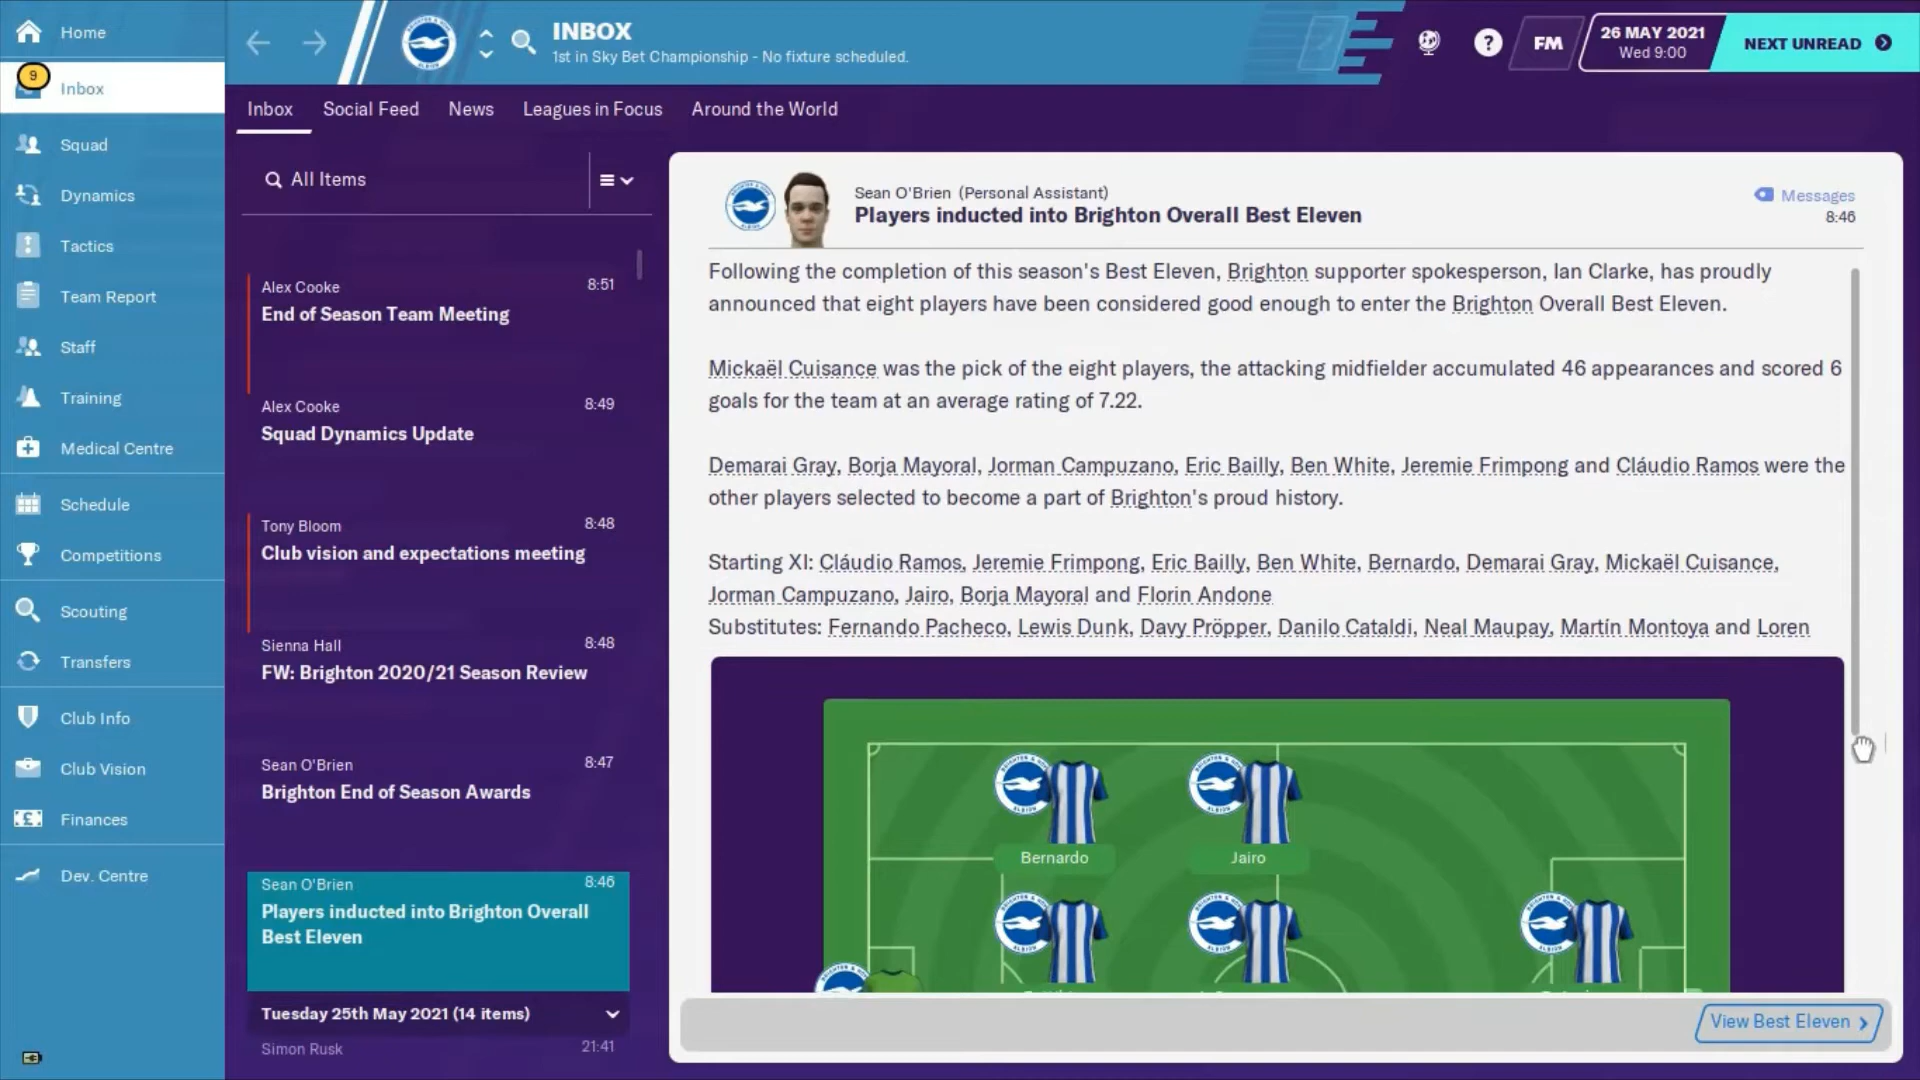 Home
9
Inbox
Squad
Dynamics
Tactics
Team Report
Staff
Training
Medical Centre
Schedule
Competitions
Scouting
Transfers
Club Info
Club Vision
Finances
Dev. Centre
INBOX
1st in Sky Bet Championship - No fixture scheduled.
?
FM
26 MAY 2021
Wed 9:00
NEXT UNREAD
Inbox Social Feed News Leagues in Focus Around the World
All Items
Alex Cooke 8:51
End of Season Team Meeting
Alex Cooke 8:49
Squad Dynamics Update
Tony Bloom 8:48
Club vision and expectations meeting
Sienna Hall 8:48
FW: Brighton 2020/21 Season Review
Sean O'Brien 8:47
Brighton End of Season Awards
Sean O'Brien 8:46
Players inducted into Brighton Overall
Best Eleven
Tuesday 25th May 2021 (14 items)
Simon Rusk 21:41
Sean O'Brien (Personal Assistant)
Players inducted into Brighton Overall Best Eleven
Messages
8:46
Following the completion of this season's Best Eleven, Brighton supporter spokesperson, Ian Clarke, has proudly
announced that eight players have been considered good enough to enter the Brighton Overall Best Eleven.
Mickaël Cuisance was the pick of the eight players, the attacking midfielder accumulated 46 appearances and scored 6
goals for the team at an average rating of 7.22.
Demarai Gray, Borja Mayoral, Jorman Campuzano, Eric Bailly, Ben White, Jeremie Frimpong and Cláudio Ramos were the
other players selected to become a part of Brighton's proud history.
Starting XI: Cláudio Ramos, Jeremie Frimpong, Eric Bailly, Ben White, Bernardo, Demarai Gray, Mickaël Cuisance,
Jorman Campuzano, Jairo, Borja Mayoral and Florin Andone
Substitutes: Fernando Pacheco, Lewis Dunk, Davy Pröpper, Danilo Cataldi, Neal Maupay, Martín Montoya and Loren
Bernardo
Jairo
View Best Eleven